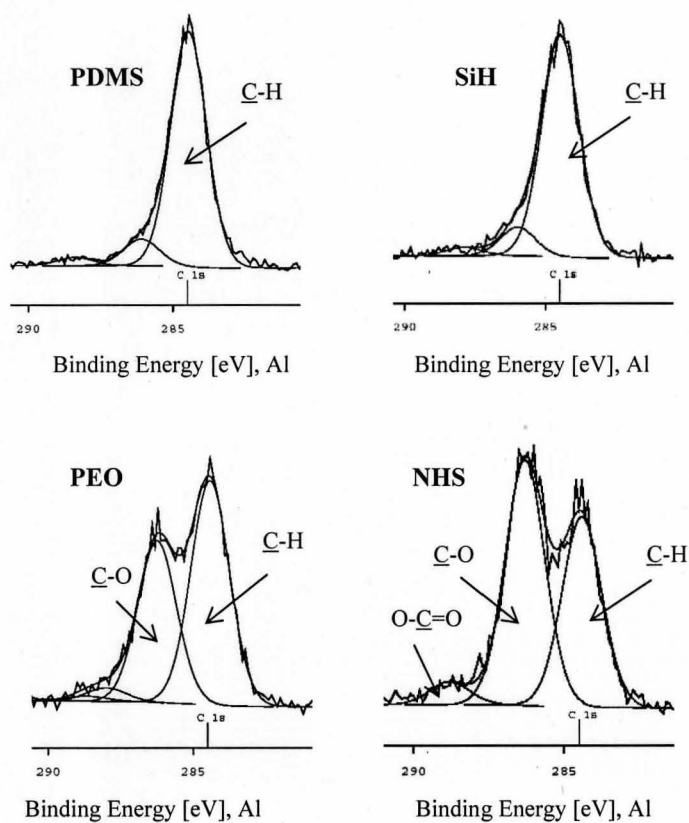 PDMS
C-H
C 1s
290 285
Binding Energy [eV], Al
SiH
C-H
C 1s
290 285
Binding Energy [eV], Al
PEO
C-O
C-H
C 1s
290 285
Binding Energy [eV], Al
NHS
C-O
C-H
O-C=O
C 1s
290 285
Binding Energy [eV], Al